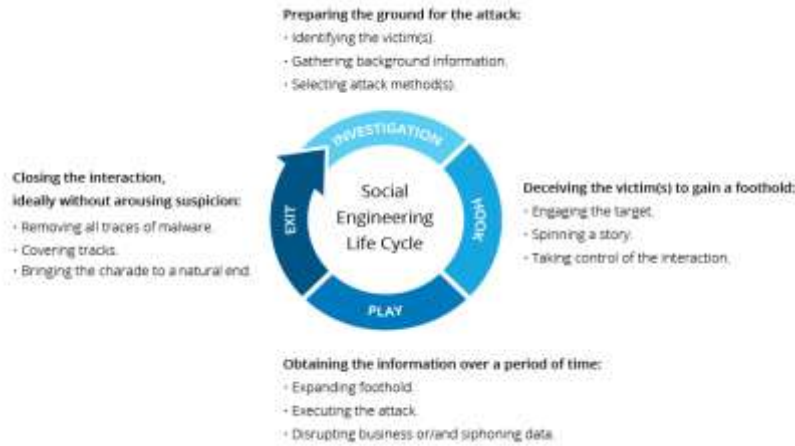 Preparing the ground for the attack:
· Identifying the victim(s).
· Gathering background information.
· Selecting attack method(s).
INVESTIGATION
Closing the interaction,
ideally without arousing suspicion:
· Removing all traces of malware.
· Covering tracks.
· Bringing the charade to a natural end.
EXIT
Social
Engineering
Life Cycle
HOOK
Deceiving the victim(s) to gain a foothold:
· Engaging the target.
· Spinning a story.
· Taking control of the interaction.
PLAY
Obtaining the information over a period of time:
· Expanding foothold.
· Executing the attack.
· Disrupting business or/and siphoning data.